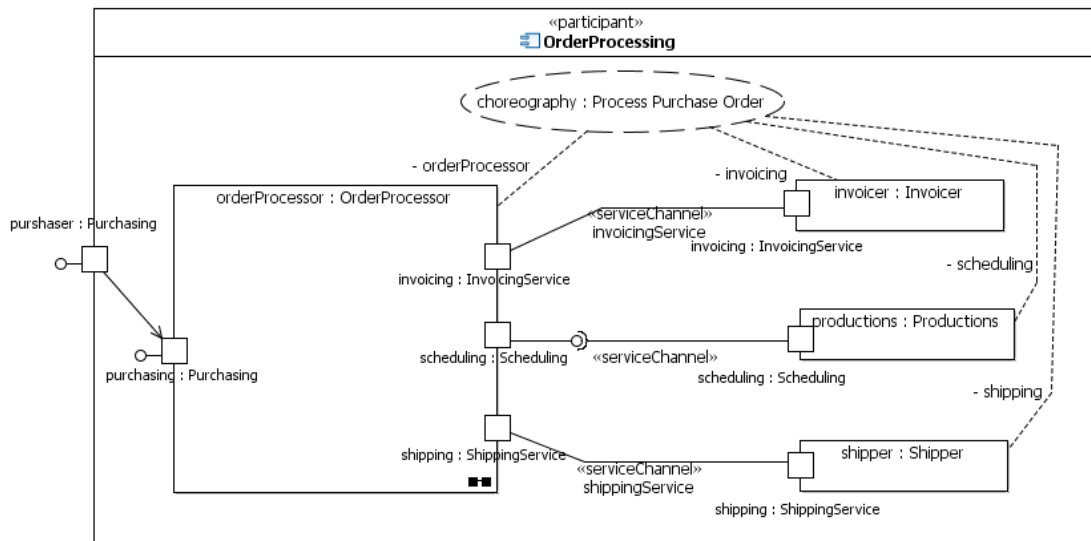 «participant»
OrderProcessing
choreography : Process Purchase Order
- orderProcessor
- invoicing
orderProcessor : OrderProcessor
invoicer : Invoicer
purshaser : Purchasing
«serviceChannel»
invoicingService
invoicing : InvoicingService
- scheduling
invoicing : InvoicingService
productions : Productions
scheduling : Scheduling
«serviceChannel»
purchasing : Purchasing
scheduling : Scheduling
- shipping
shipping : ShippingService
shipper : Shipper
«serviceChannel»
shippingService
shipping : ShippingService